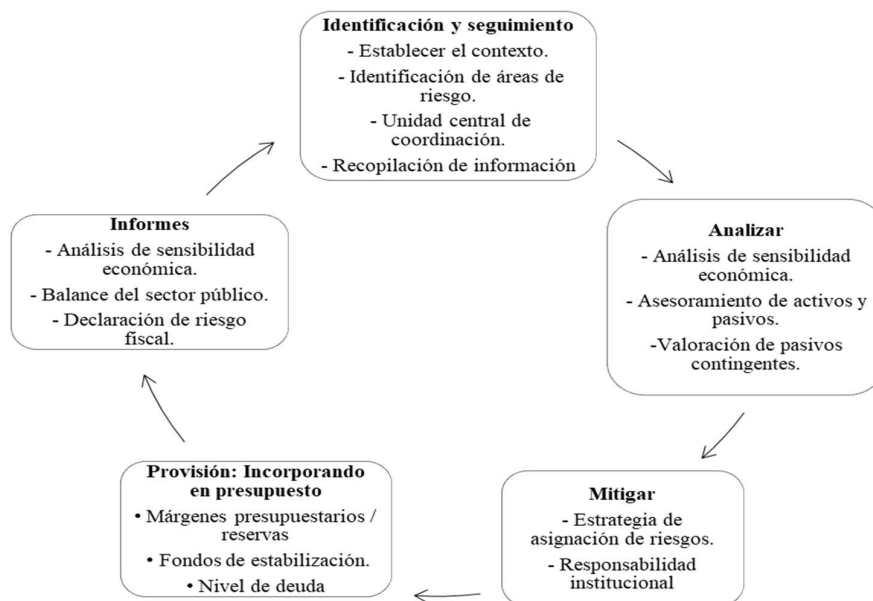 Identificación y seguimiento
- Establecer el contexto.
- Identificación de áreas de
riesgo.
- Unidad central de
coordinación.
- Recopilación de información
Analizar
- Análisis de sensibilidad
económica.
- Asesoramiento de activos y
pasivos.
-Valoración de pasivos
contingentes.
Mitigar
- Estrategia de
asignación de riesgos.
- Responsabilidad
institucional
Provisión: Incorporando
en presupuesto
• Márgenes presupuestarios /
reservas
• Fondos de estabilización.
• Nivel de deuda
Informes
- Análisis de sensibilidad
económica.
- Balance del sector público.
- Declaración de riesgo
fiscal.